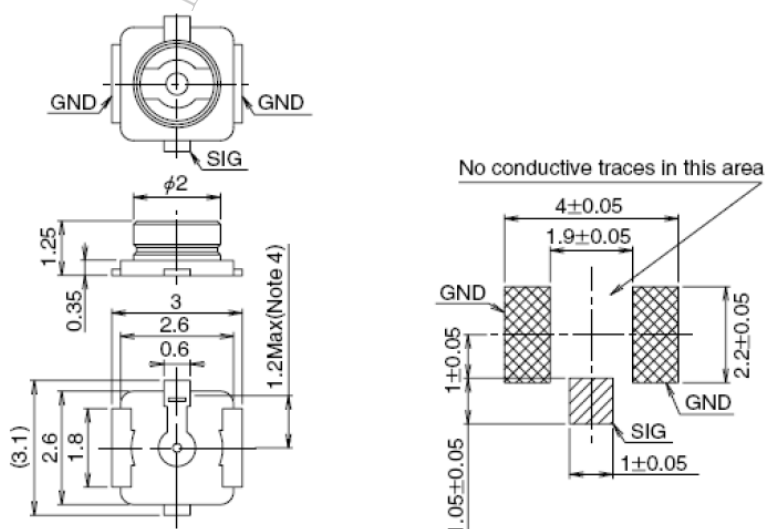 GND
GND
SIG
ϕ2
1.25
0.35
3
2.6
0.6
1.2Max(Note 4)
(3.1)
2.6
1.8
No conductive traces in this area
4±0.05
1.9±0.05
GND
1±0.05
2.2±0.05
GND
SIG
1±0.05
1.05±0.05